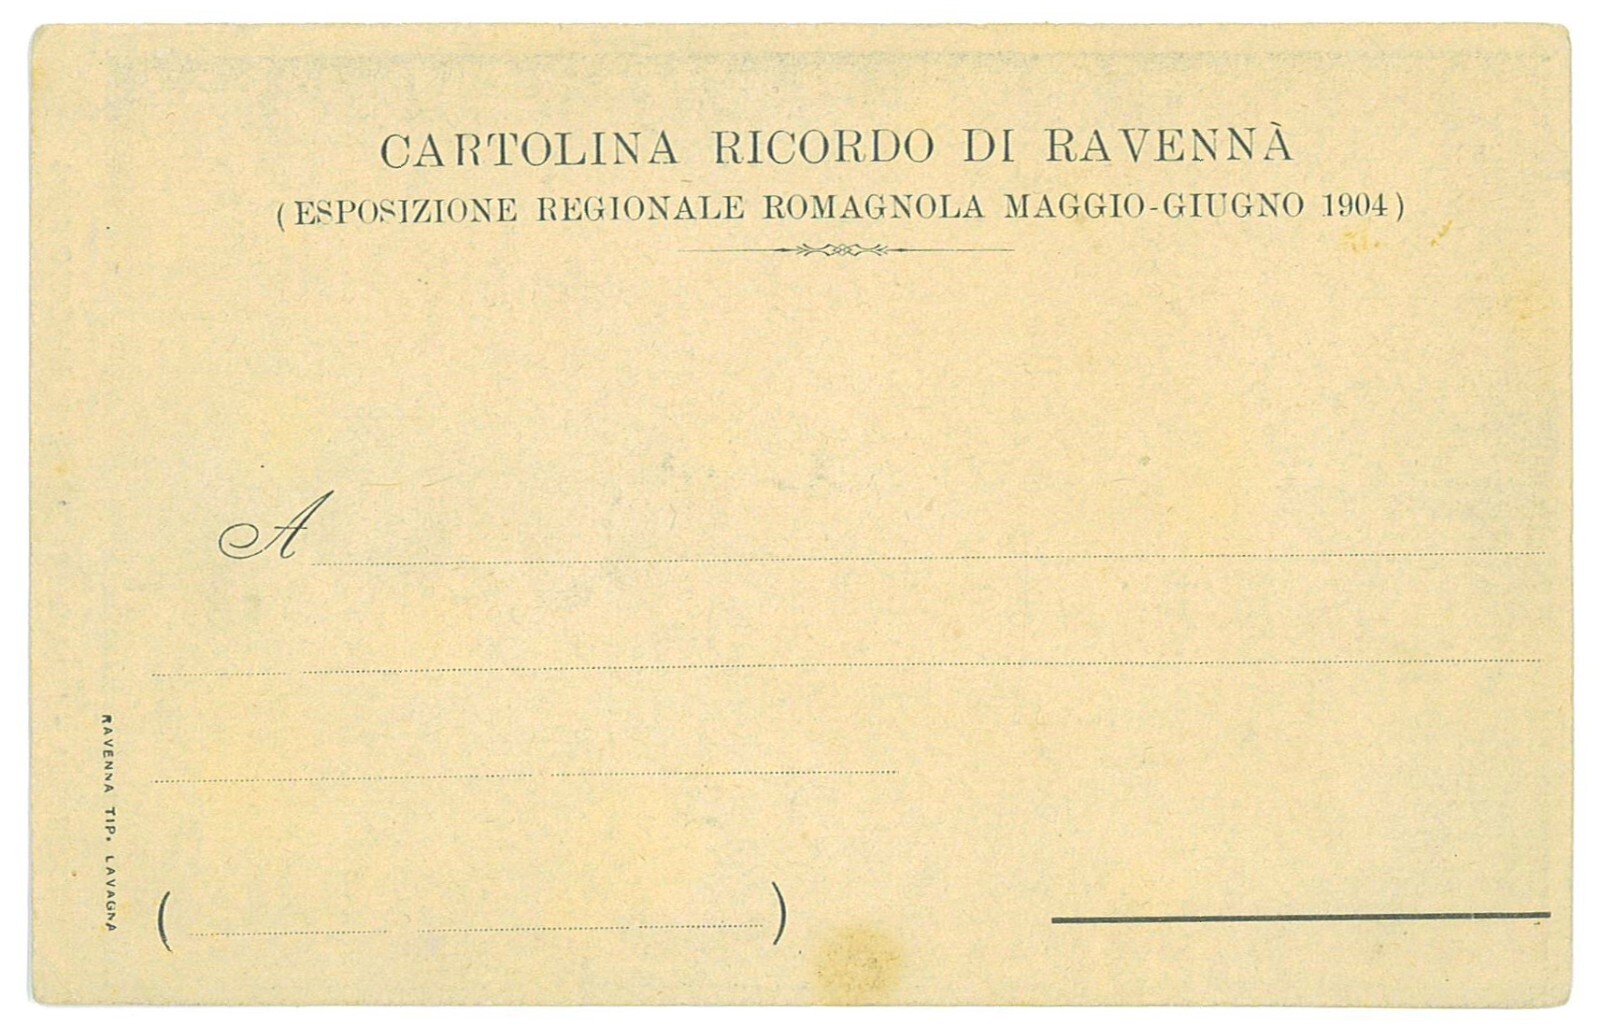 CARTOLINA RICORDO DI RAVENNÀ
(ESPOSIZIONE REGIONALE ROMAGNOLA MAGGIO-GIUGNO 1904)
A
( )
RAVENNA TIP. LAVAGNA